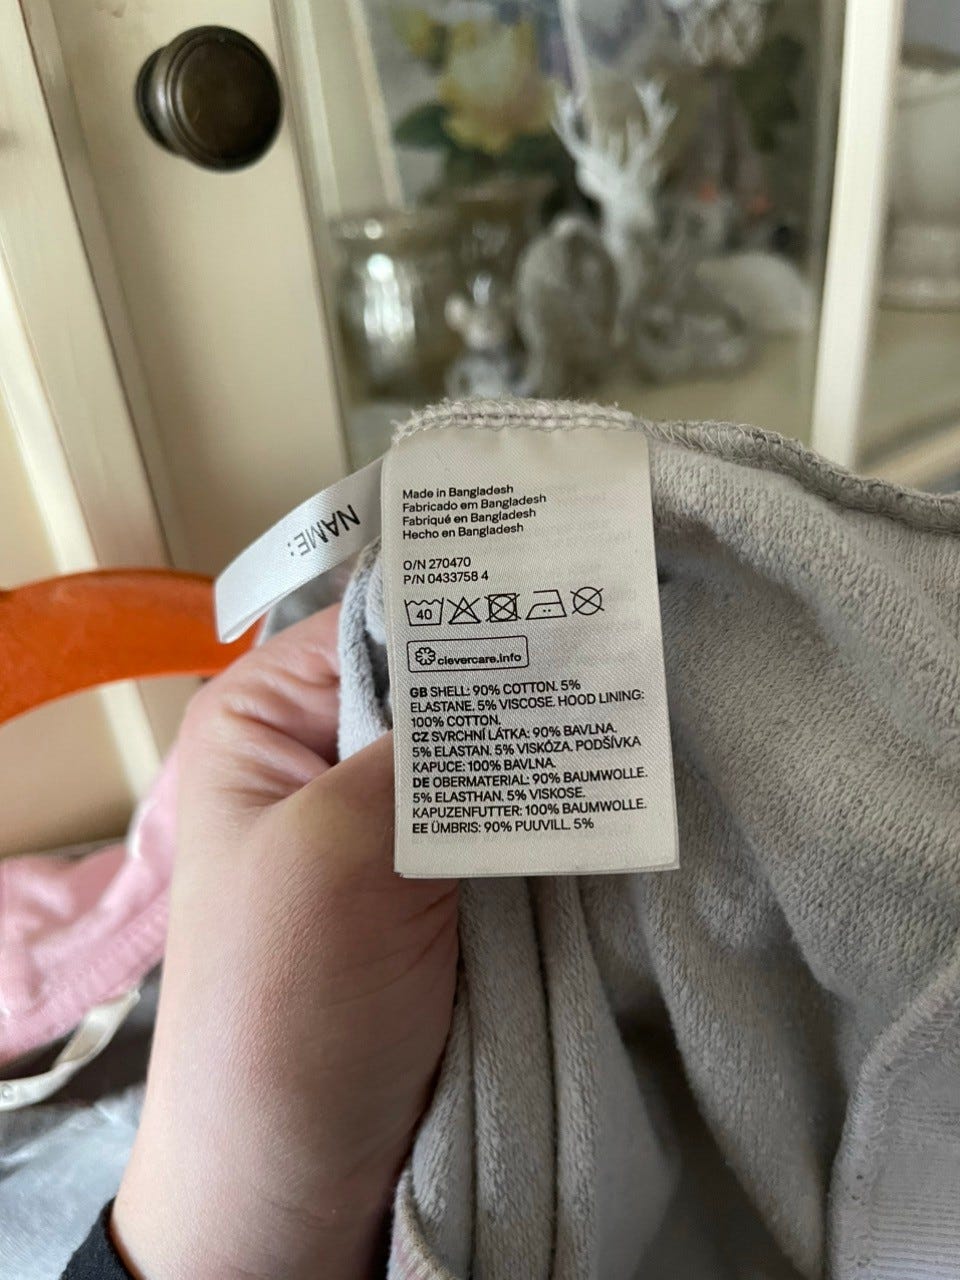 NAME:
Made in Bangladesh
Fabricado em Bangladesh
Fabriqué en Bangladesh
Hecho en Bangladesh
O/N 270470
P/N 0433758 4
40
clevercare.info
GB SHELL: 90% COTTON. 5%
ELASTANE. 5% VISCOSE. HOOD LINING:
100% COTTON.
CZ SVRCHNÍ LÁTKA: 90% BAVLNA.
5% ELASTAN. 5% VISKÓZA. PODŠÍVKA
KAPUCE: 100% BAVLNA.
DE OBERMATERIAL: 90% BAUMWOLLE.
5% ELASTHAN. 5% VISKOSE.
KAPUZENFUTTER: 100% BAUMWOLLE.
EE ÜMBRIS: 90% PUUVILL. 5%